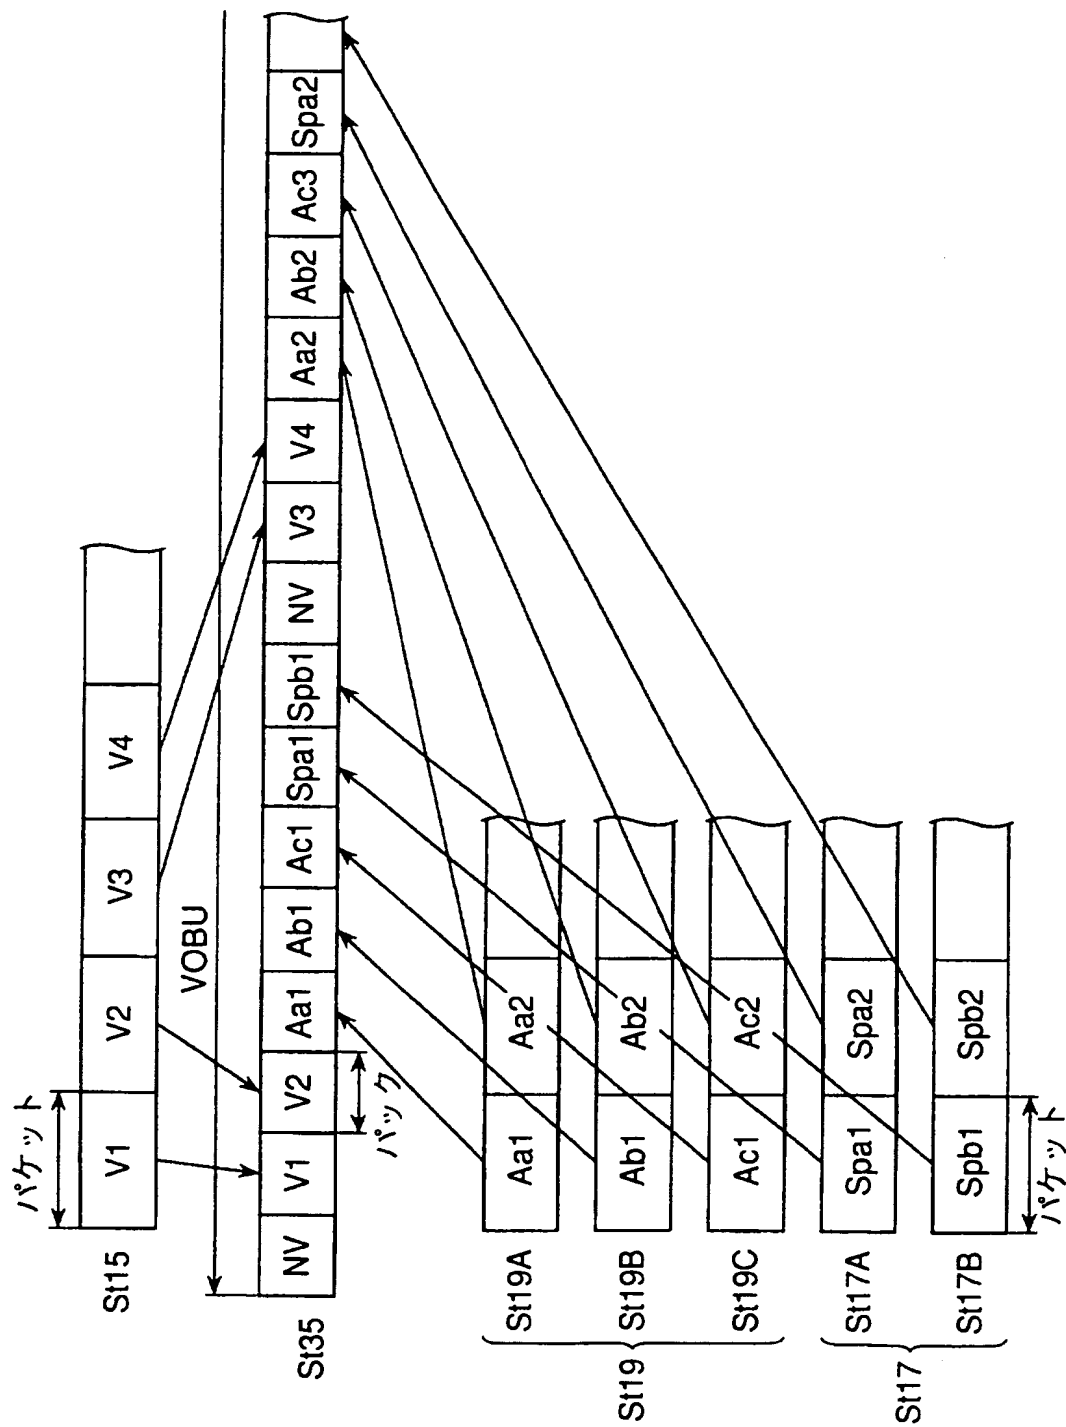 パケット
St15 V1 V2 V3 V4
VOBU
St35 NV V1 V2 Aa1 Ab1 Ac1 Spa1 Spb1 NV V3 V4 Aa2 Ab2 Ac3 Spa2
パック
St19
St19A Aa1 Aa2
St19B Ab1 Ab2
St19C Ac1 Ac2
St17
St17A Spa1 Spa2
St17B Spb1 Spb2
パケット